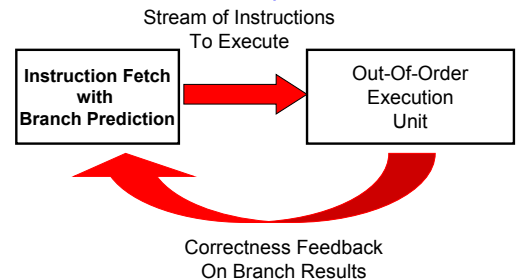 Stream of Instructions
To Execute
Instruction Fetch
with
Branch Prediction
Out-Of-Order
Execution
Unit
Correctness Feedback
On Branch Results